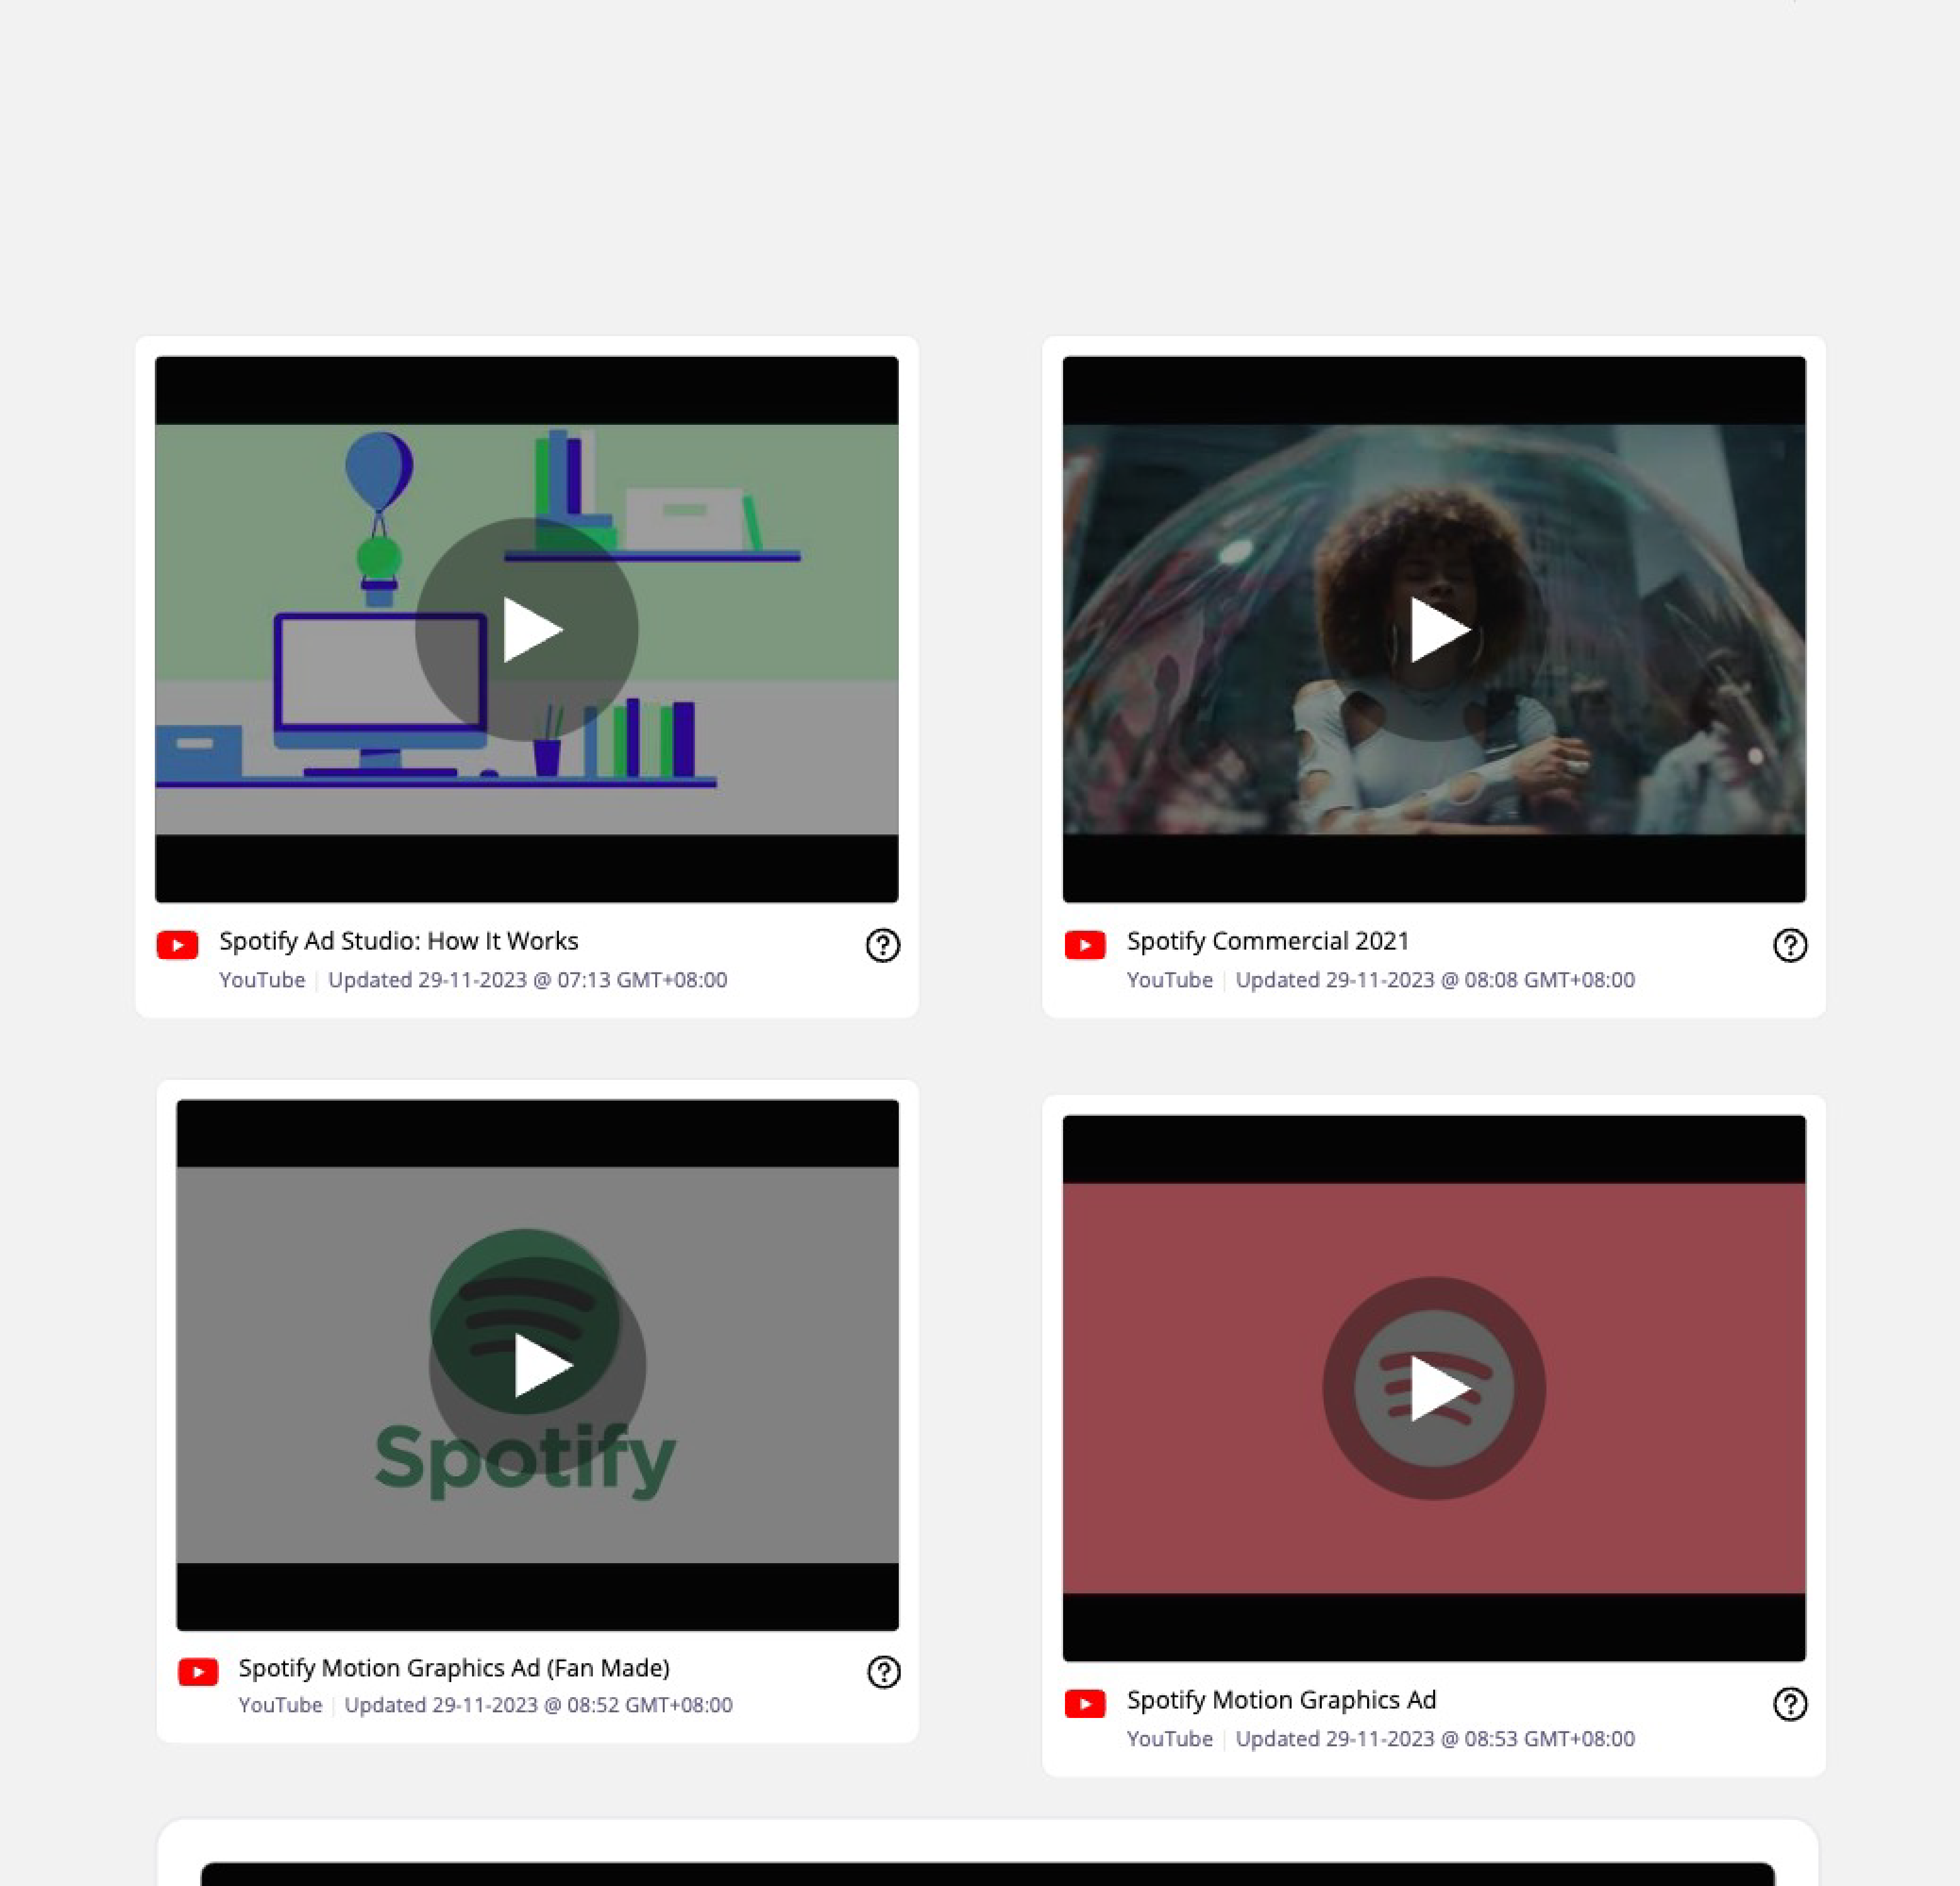 Spotify Ad Studio: How It Works
YouTube | Updated 29-11-2023 @ 07:13 GMT+08:00
Spotify Commercial 2021
YouTube | Updated 29-11-2023 @ 08:08 GMT+08:00
Spotify
Spotify Motion Graphics Ad (Fan Made)
YouTube | Updated 29-11-2023 @ 08:52 GMT+08:00
Spotify Motion Graphics Ad
YouTube | Updated 29-11-2023 @ 08:53 GMT+08:00